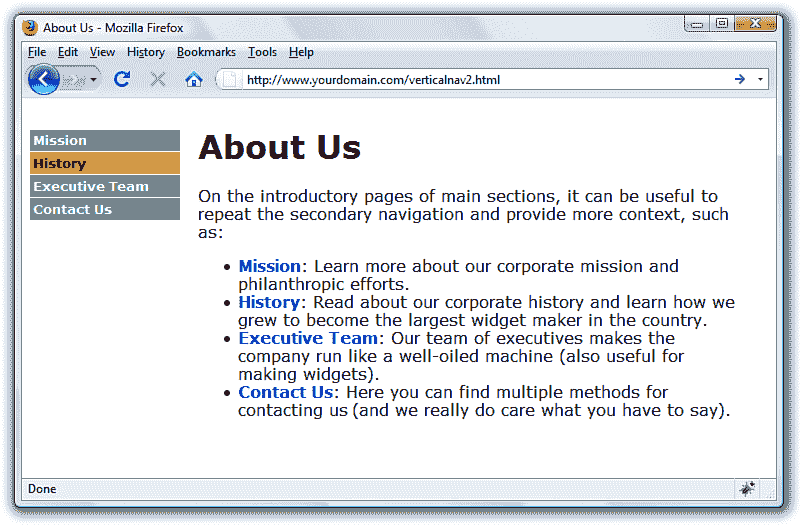 About Us - Mozilla Firefox
File Edit View History Bookmarks Tools Help
http://www.yourdomain.com/verticalnav2.html
Mission
History
Executive Team
Contact Us
About Us
On the introductory pages of main sections, it can be useful to
repeat the secondary navigation and provide more context, such
as:
• Mission: Learn more about our corporate mission and
philanthropic efforts.
• History: Read about our corporate history and learn how we
grew to become the largest widget maker in the country.
• Executive Team: Our team of executives makes the
company run like a well-oiled machine (also useful for
making widgets).
• Contact Us: Here you can find multiple methods for
contacting us (and we really do care what you have to say).
Done